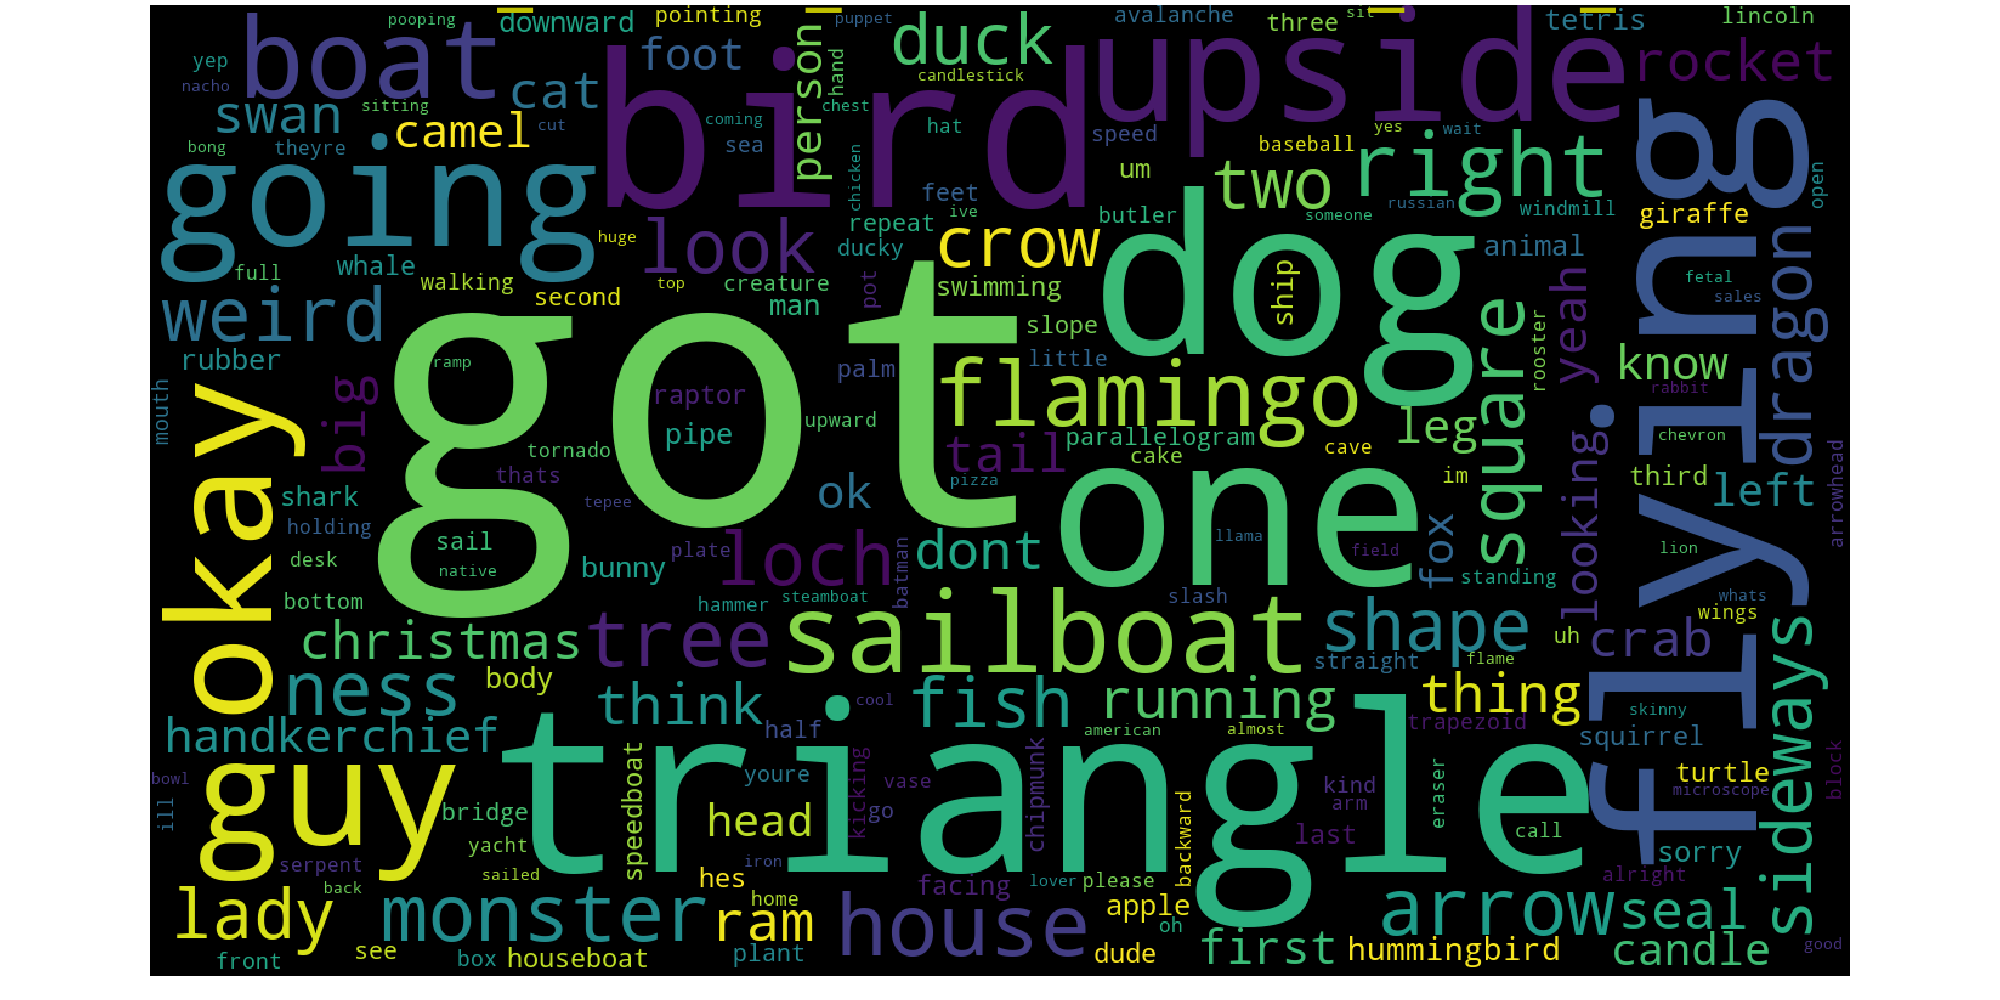 pooping
downward
pointing
puppet
avalanche
three
sit
tetris
lincoln
boat
foot
person
duck
upside
rocket
yep
nacho
cat
bird
hand
candlestick
swan
sitting
camel
cut
coming
chest
hat
speed
baseball
yes
wait
right
flying
bong
theyre
sea
chicken
um
two
open
going
feet
ive
repeat
butler
someone
russian
windmill
giraffe
huge
look
ducky
crow
dog
animal
yeah
dragon
full
whale
walking
second
top
creature
man
pot
swimming
ship
fetal
sales
weird
got
slope
square
rooster
know
rubber
ramp
palm
little
mouth
okay
big
raptor
flamingo
rabbit
upward
pipe
tail
parallelogram
leg
looking
chevron
arrowhead
tornado
cake
cave
thats
pizza
im
third
left
shark
tepee
ok
one
holding
sail
loch
dont
llama
fox
field
lion
desk
native
bunny
plate
batman
standing
bottom
hammer
steamboat
slash
whats
wings
christmas
tree
sailboat
shape
uh
crab
straight
flame
sideways
ness
body
think
cool
fish
running
thing
skinny
handkerchief
half
american
almost
trapezoid
squirrel
bowl
guy
triangle
speedboat
youre
kicking
vase
chipmunk
kind
eraser
turtle
block
ill
bridge
head
go
backward
arm
microscope
yacht
last
call
sorry
serpent
sailed
iron
back
hes
facing
lover
please
alright
lady
monster
home
ram
house
apple
oh
arrow
seal
front
see
box
houseboat
plant
dude
first
hummingbird
candle
good